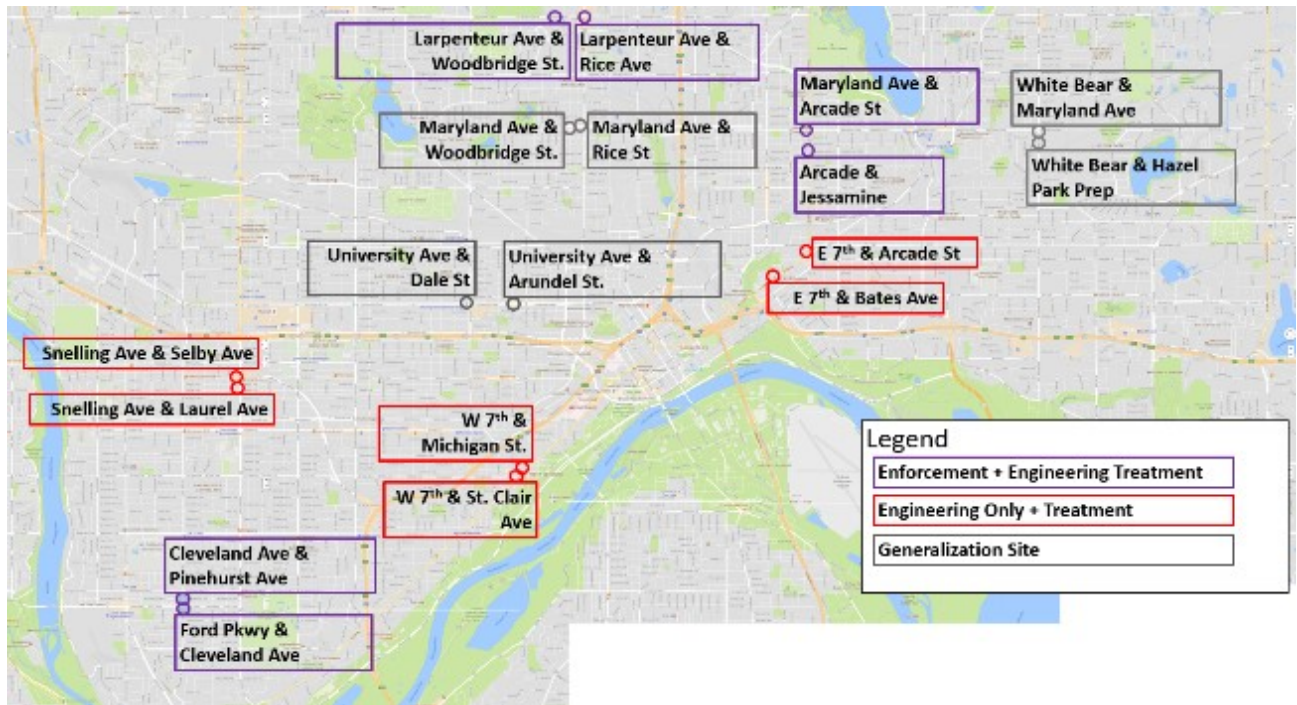 Larpenteur Ave &
Woodbridge St.
Larpenteur Ave &
Rice Ave
Maryland Ave &
Arcade St
White Bear &
Maryland Ave
Maryland Ave &
Woodbridge St.
Maryland Ave &
Rice St
Arcade &
Jessamine
White Bear & Hazel
Park Prep
University Ave &
Dale St
University Ave &
Arundel St.
E 7th & Arcade St
E 7th & Bates Ave
Snelling Ave & Selby Ave
Snelling Ave & Laurel Ave
W 7th &
Michigan St.
W 7th & St. Clair
Ave
Legend
Enforcement + Engineering Treatment
Engineering Only + Treatment
Generalization Site
Cleveland Ave &
Pinehurst Ave
Ford Pkwy &
Cleveland Ave